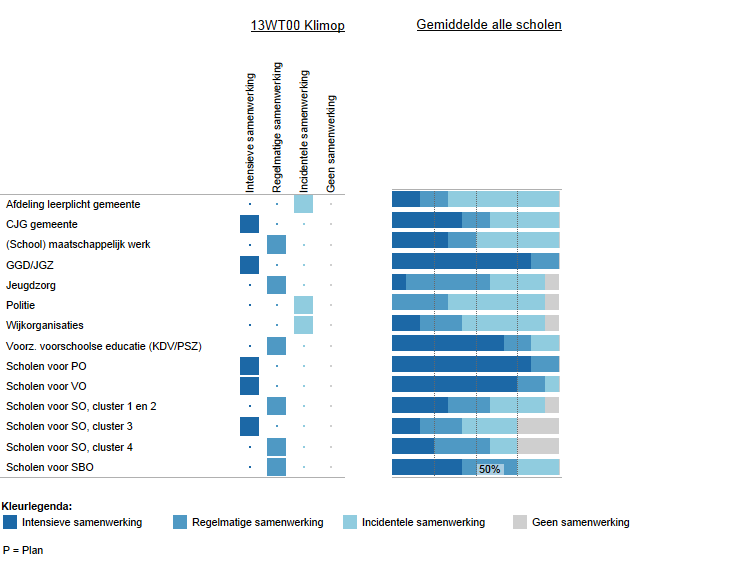 13WT00 Klimop
Gemiddelde alle scholen
Intensieve samenwerking
Regelmatige samenwerking
Incidentele samenwerking
Geen samenwerking
Afdeling leerplicht gemeente
CJG gemeente
(School) maatschappelijk werk
GGD/JGZ
Jeugdzorg
Politie
Wijkorganisaties
Voorz. voorschoolse educatie (KDV/PSZ)
Scholen voor PO
Scholen voor VO
Scholen voor SO, cluster 1 en 2
Scholen voor SO, cluster 3
Scholen voor SO, cluster 4
Scholen voor SBO
50%
Kleurlegenda:
Intensieve samenwerking
Regelmatige samenwerking
Incidentele samenwerking
Geen samenwerking
P = Plan